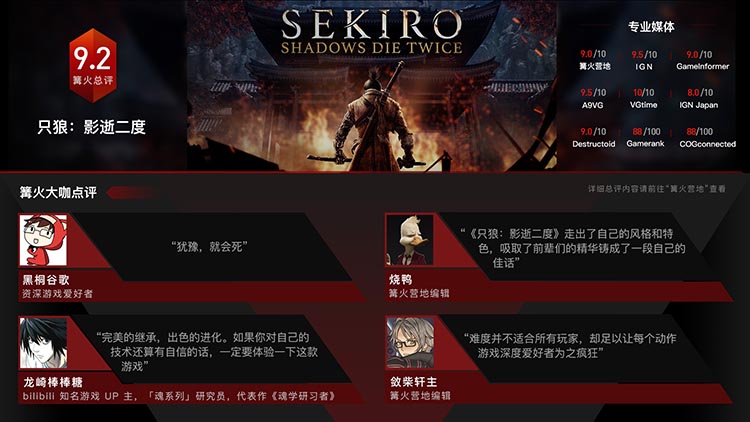 9.2
篝火总评
只狼：影逝二度
SEKIRO
SHADOWS DIE TWICE
专业媒体
9.0/10
篝火营地
9.5/10
IGN
9.0/10
GameInformer
9.5/10
A9VG
10/10
VGtime
8.0/10
IGN Japan
9.0/10
Destructoid
88/100
Gamerank
88/100
COGconnected
篝火大咖点评
详细总评内容请前往“篝火营地”查看
“犹豫，就会死”
黑桐谷歌
资深游戏爱好者
“《只狼：影逝二度》走出了自己的风格和特
色，吸取了前辈们的精华铸成了一段自己的
佳话”
烧鸭
篝火营地编辑
“完美的继承，出色的进化。如果你对自己的
技术还算有自信的话，一定要体验一下这款
游戏”
龙崎棒棒糖
bilibili 知名游戏 UP 主，「魂系列」研究员，代表作《魂学研习者》
“难度并不适合所有玩家，却足以让每个动作
游戏深度爱好者为之疯狂”
敛柴轩主
篝火营地编辑